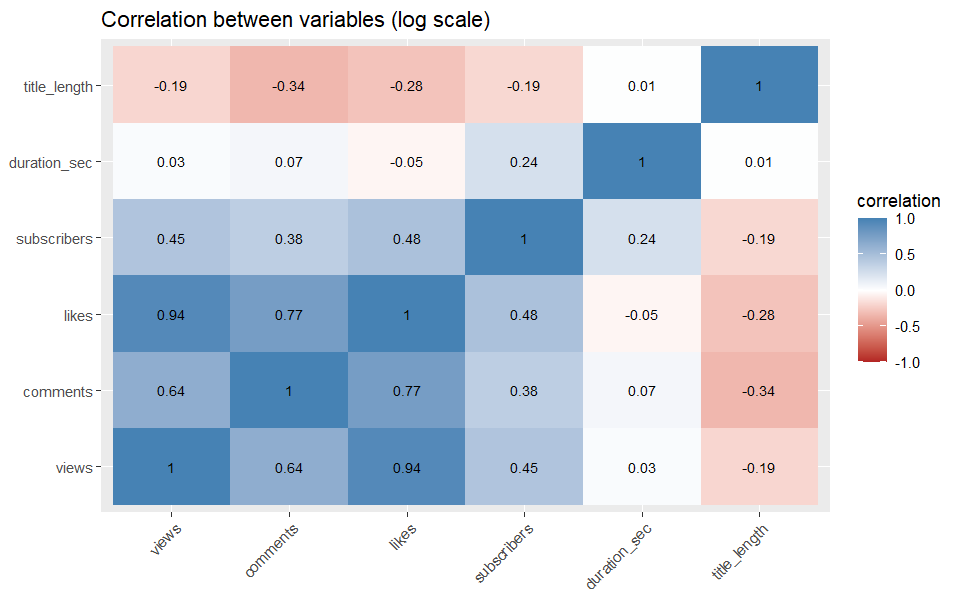 Correlation between variables (log scale)
title_length -0.19 -0.34 -0.28 -0.19 0.01 1
duration_sec 0.03 0.07 -0.05 0.24 1 0.01
subscribers 0.45 0.38 0.48 1 0.24 -0.19
likes 0.94 0.77 1 0.48 -0.05 -0.28
comments 0.64 1 0.77 0.38 0.07 -0.34
views 1 0.64 0.94 0.45 0.03 -0.19
views comments likes subscribers duration_sec title_length
correlation
1.0
0.5
0.0
-0.5
-1.0